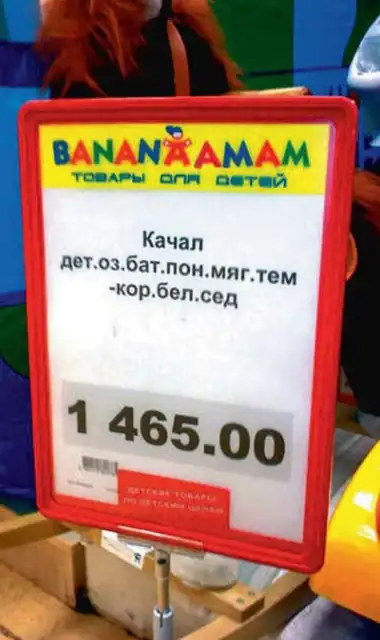 BANANAAMAM
ТОВАРЫ ДЛЯ ДЕТЕЙ
Качал
дет.оз.бат.пон.мяг.тем
-кор.бел.сед
1 465.00
ДЕТСКИЕ ТОВАРЫ
ПО ДЕТСКИМ ЦЕНАМ